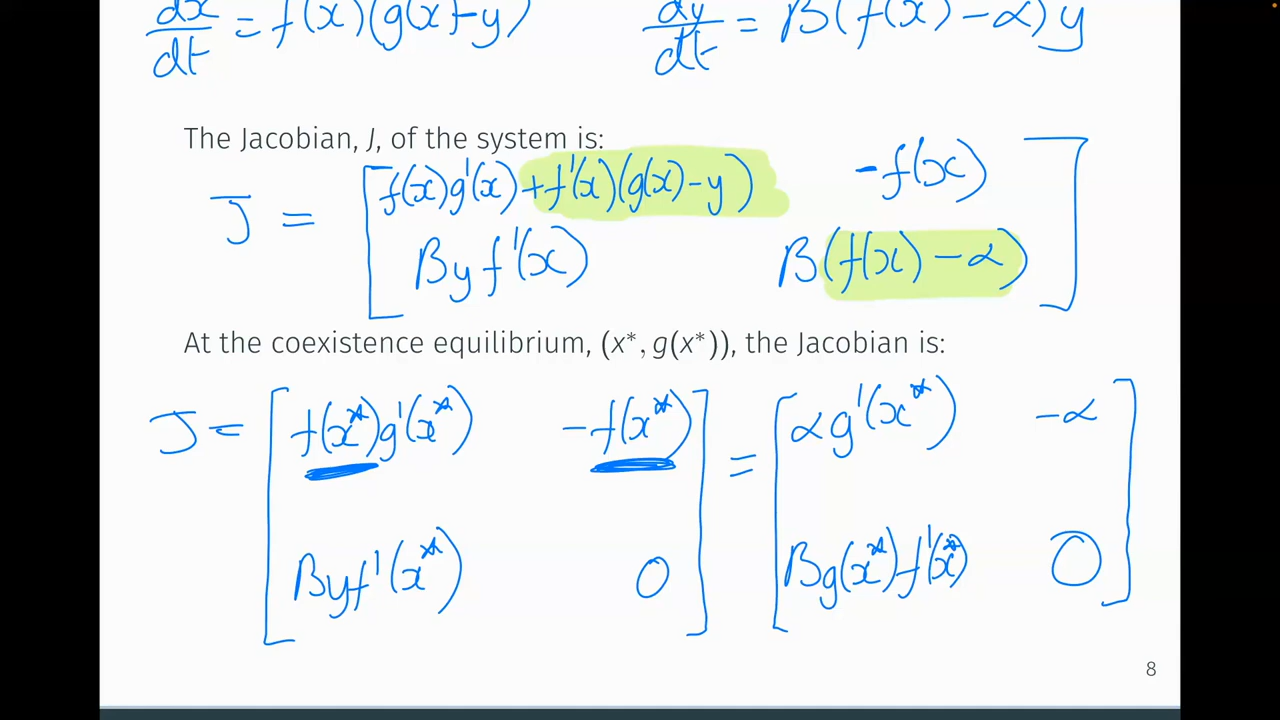 dx/dt = f(x)(g(x)-y) dy/dt = β(f(x)-α)y
The Jacobian, J, of the system is:
J = [ f(x)g'(x)+f'(x)(g(x)-y) -f(x)
βyf'(x) β(f(x)-α) ]
At the coexistence equilibrium, (x*, g(x*)), the Jacobian is:
J = [ f(x*)g'(x*) -f(x*) ] = [ αg'(x*) -α ]
[ βyf'(x*) 0 ] [ βg(x*)f'(x*) 0 ]
8